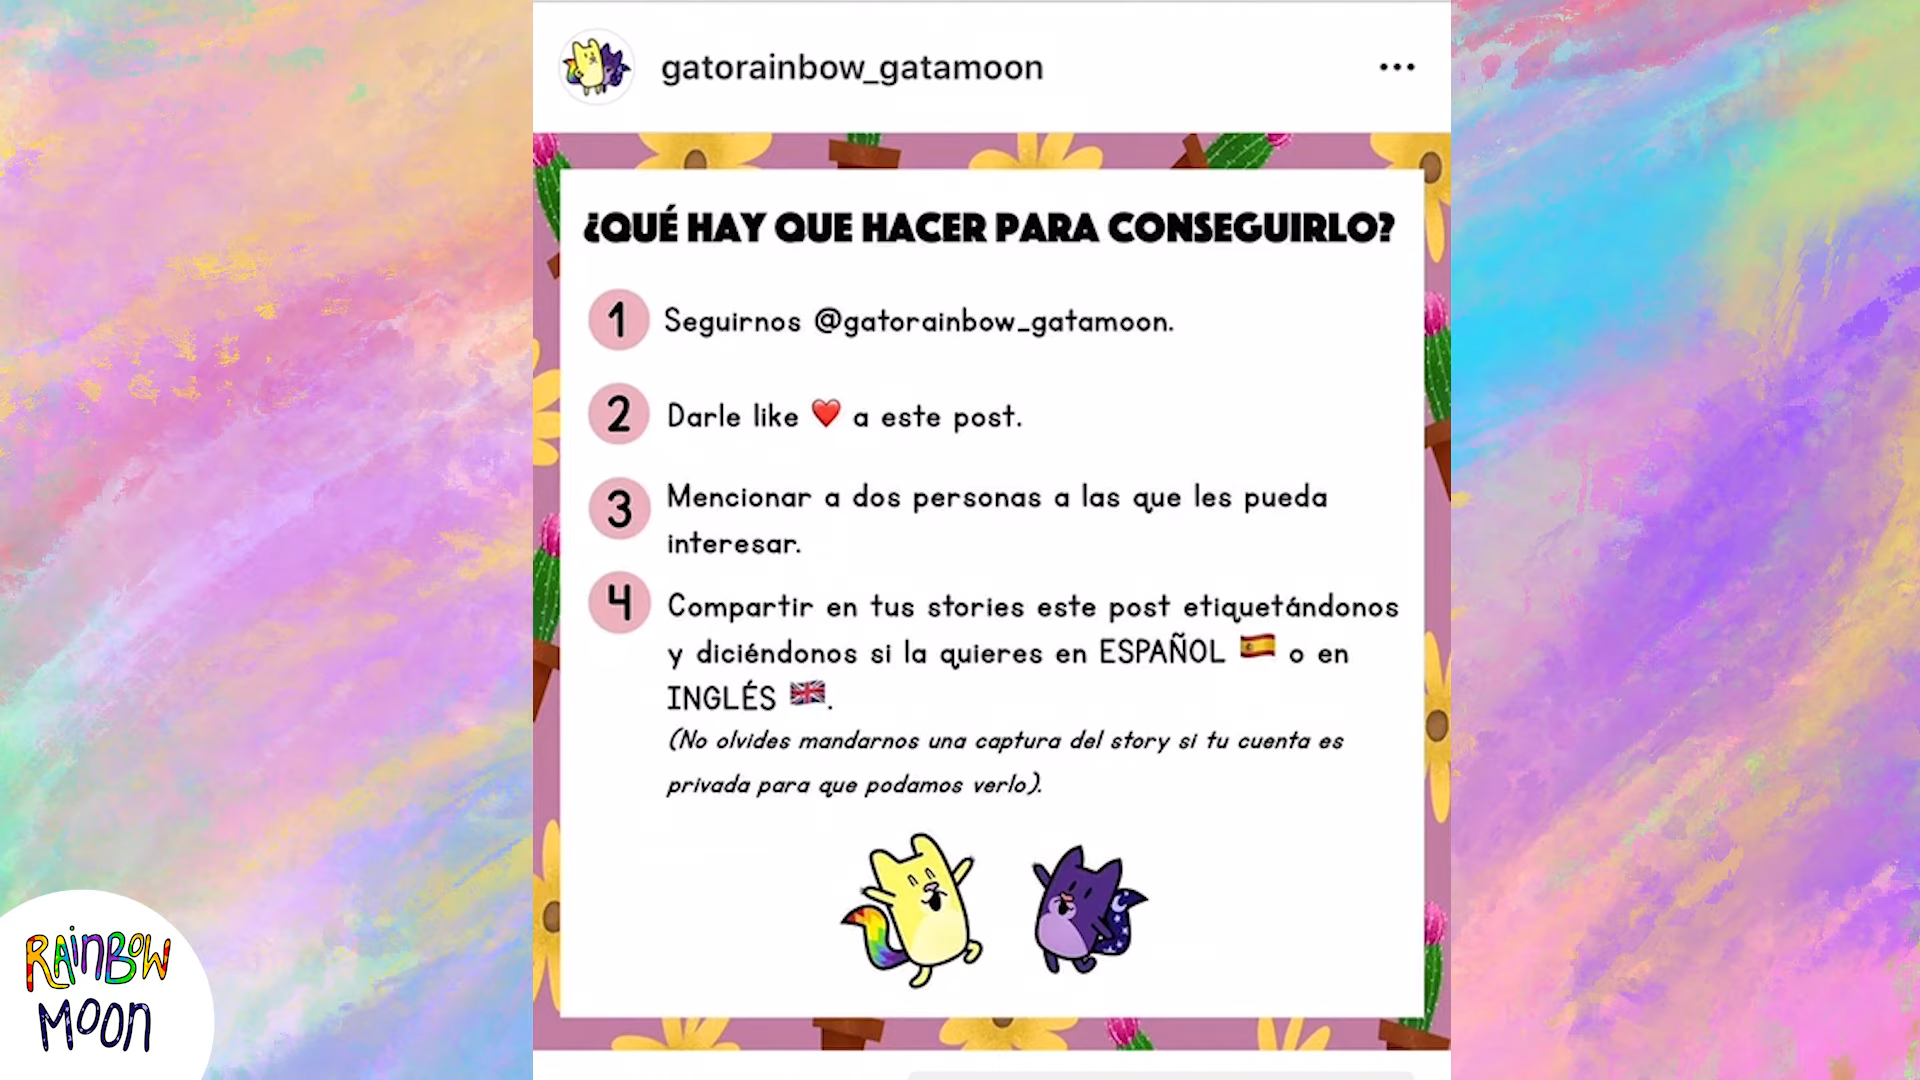 gatorainbow_gatamoon
¿QUÉ HAY QUE HACER PARA CONSEGUIRLO?
1 Seguirnos @gatorainbow_gatamoon.
2 Darle like ❤️ a este post.
3 Mencionar a dos personas a las que les pueda
interesar.
4 Compartir en tus stories este post etiquetándonos
y diciéndonos si la quieres en ESPAÑOL 🇪🇸 o en
INGLÉS 🇬🇧.
(No olvides mandarnos una captura del story si tu cuenta es
privada para que podamos verlo).
RAINBOW
MOON